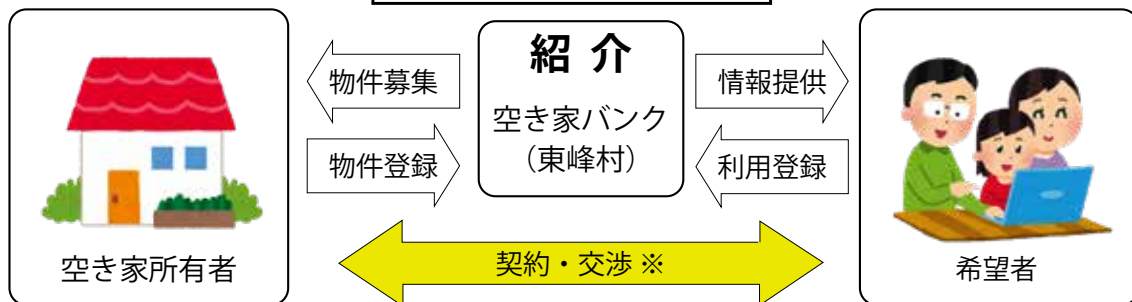 紹 介
空き家バンク
（東峰村）
物件募集
物件登録
情報提供
利用登録
契約・交渉 ※
空き家所有者
希望者